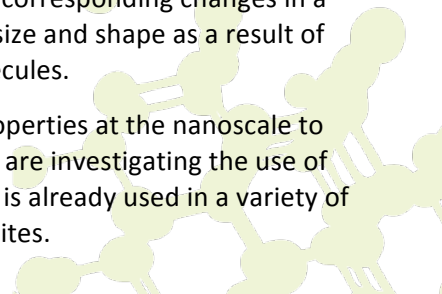 corresponding changes in a
size and shape as a result of
ecules.
operties at the nanoscale to
are investigating the use of
is already used in a variety of
ites.